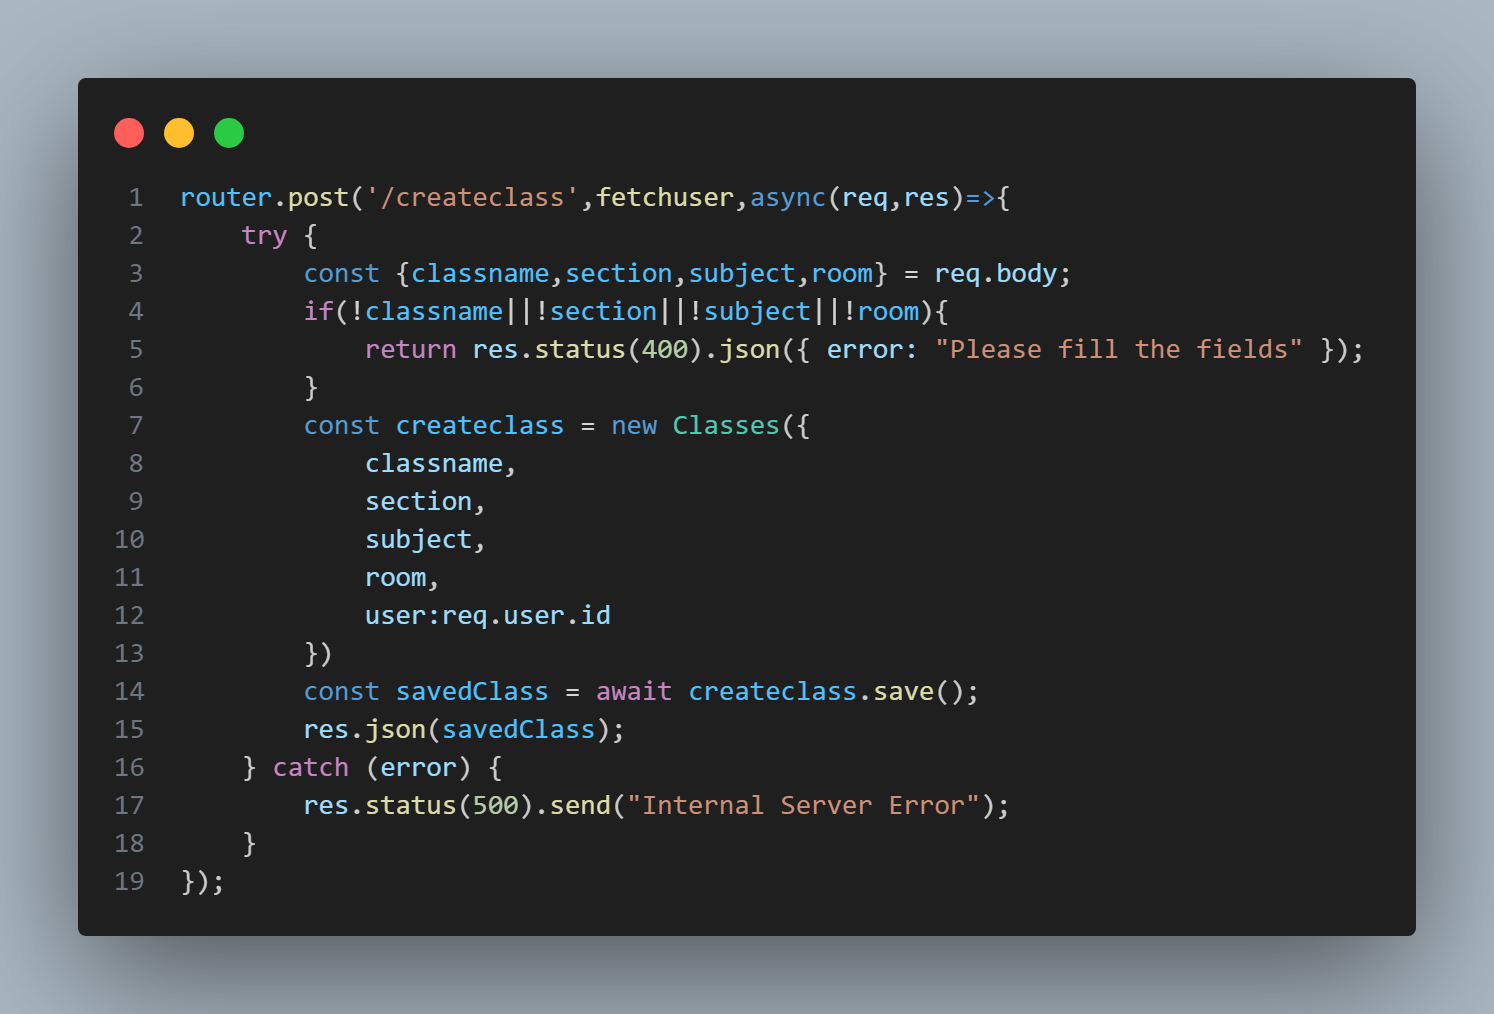 1 router.post('/createclass',fetchuser,async(req,res)=>{
2     try {
3         const {classname,section,subject,room} = req.body;
4         if(!classname||!section||!subject||!room){
5             return res.status(400).json({ error: "Please fill the fields" });
6         }
7         const createclass = new Classes({
8             classname,
9             section,
10             subject,
11             room,
12             user:req.user.id
13         })
14         const savedClass = await createclass.save();
15         res.json(savedClass);
16     } catch (error) {
17         res.status(500).send("Internal Server Error");
18     }
19 });